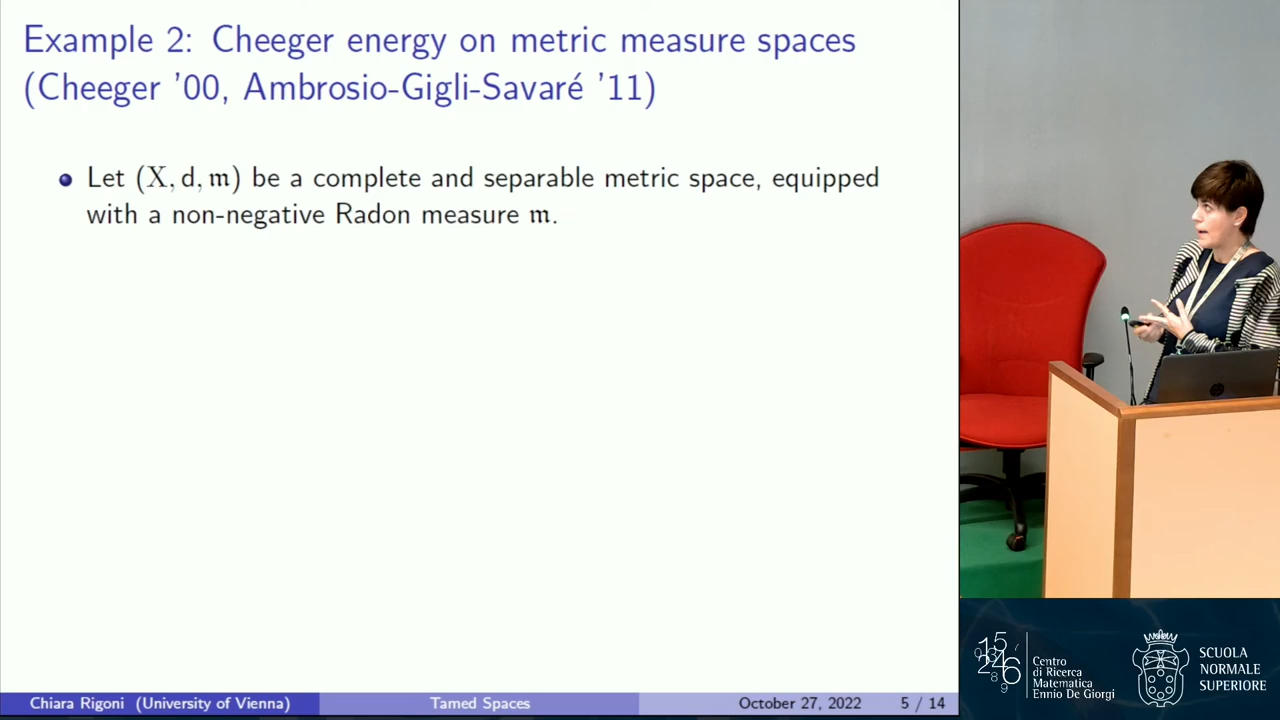 Example 2: Cheeger energy on metric measure spaces
(Cheeger ’00, Ambrosio-Gigli-Savaré ’11)
Let (X, d, 𝔪) be a complete and separable metric space, equipped
with a non-negative Radon measure 𝔪.
Chiara Rigoni (University of Vienna)
Tamed Spaces
October 27, 2022
5 / 14
Centro
di Ricerca
Matematica
Ennio De Giorgi
SCUOLA
NORMALE
SUPERIORE